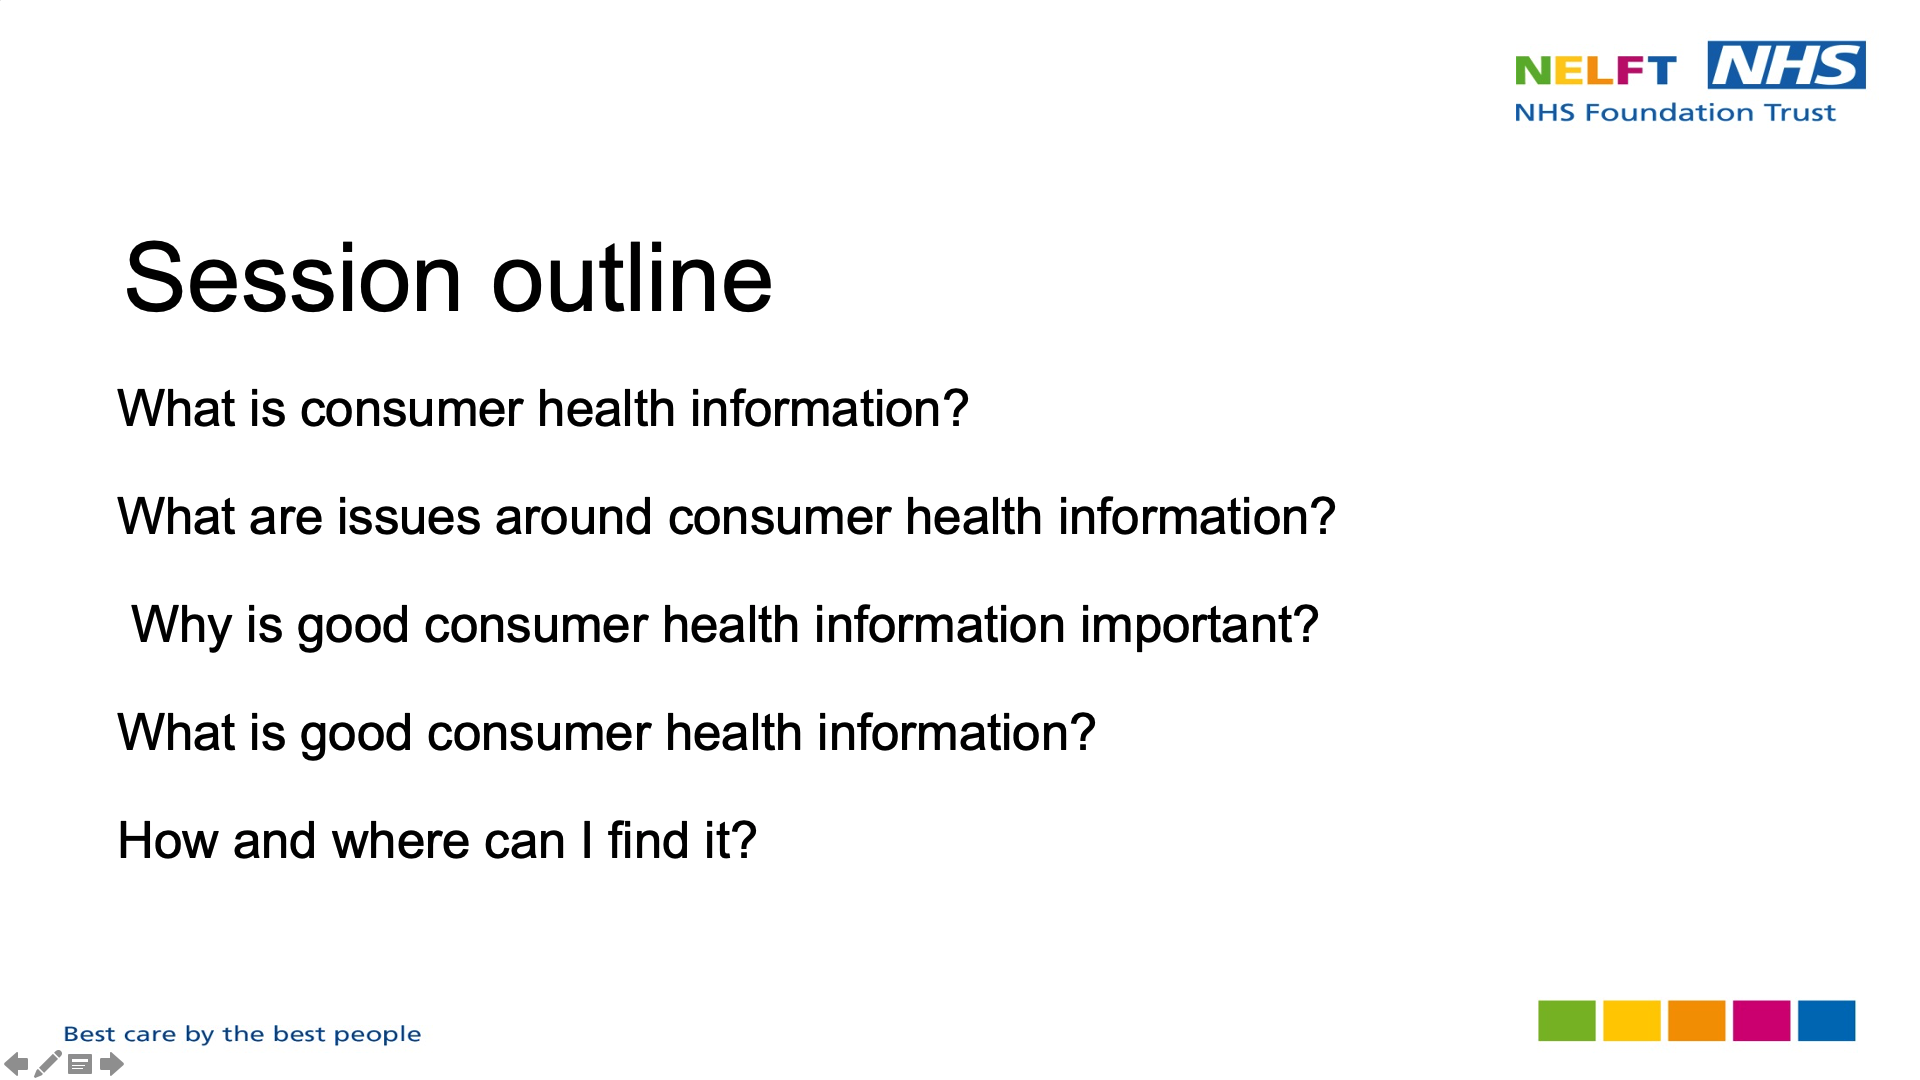 NELFT NHS
NHS Foundation Trust
Session outline
What is consumer health information?
What are issues around consumer health information?
Why is good consumer health information important?
What is good consumer health information?
How and where can I find it?
Best care by the best people